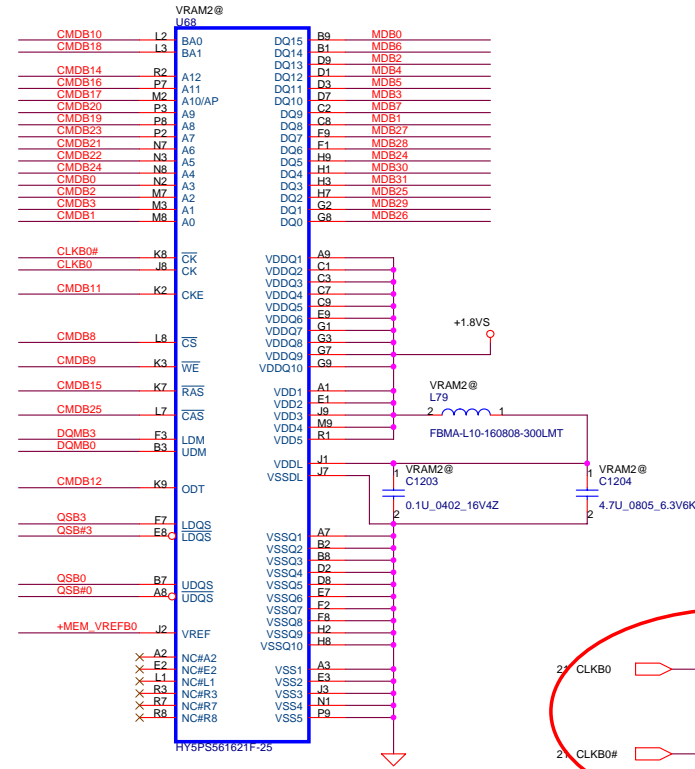 VRAM2@
U68
CMDB10 L2 BA0 DQ15 B9 MDB0
CMDB18 L3 BA1 DQ14 B1 MDB6
DQ13 D9 MDB2
CMDB14 R2 A12 DQ12 D1 MDB4
CMDB16 P7 A11 DQ11 D3 MDB5
CMDB17 M2 A10/AP DQ10 D7 MDB3
CMDB20 P3 A9 DQ9 C2 MDB7
CMDB19 P8 A8 DQ8 C8 MDB1
CMDB23 P2 A7 DQ7 F9 MDB27
CMDB21 N7 A6 DQ6 F1 MDB28
CMDB22 N3 A5 DQ5 H9 MDB24
CMDB24 N8 A4 DQ4 H1 MDB30
CMDB0 N2 A3 DQ3 H3 MDB31
CMDB2 M7 A2 DQ2 H7 MDB25
CMDB3 M3 A1 DQ1 G2 MDB29
CMDB1 M8 A0 DQ0 G8 MDB26
CLKB0# K8 CK VDDQ1 A9
CLKB0 J8 CK VDDQ2 C1
VDDQ3 C3
CMDB11 K2 CKE VDDQ4 C7
VDDQ5 C9
VDDQ6 E9
VDDQ7 G1
+1.8VS
CMDB8 L8 CS VDDQ8 G3
VDDQ9 G7
CMDB9 K3 WE VDDQ10 G9
CMDB15 K7 RAS VDD1 A1
VRAM2@
VDD2 E1
L79
CMDB25 L7 CAS VDD3 J9 2 1
VDD4 M9
FBMA-L10-160808-300LMT
DQMB3 F3 LDM VDD5 R1
DQMB0 B3 UDM
VDDL J1
CMDB12 K9 ODT VSSDL J7
1 VRAM2@ 1 VRAM2@
C1203 C1204
0.1U_0402_16V4Z 4.7U_0805_6.3V6K
2 2
QSB3 F7 LDQS
QSB#3 E8 LDQS VSSQ1 A7
VSSQ2 B2
VSSQ3 B8
VSSQ4 D2
QSB0 B7 UDQS VSSQ5 D8
QSB#0 A8 UDQS VSSQ6 E7
VSSQ7 F2
VSSQ8 F8
+MEM_VREFB0 J2 VREF VSSQ9 H2
VSSQ10 H8
A2 NC#A2
E2 NC#E2 VSS1 A3
L1 NC#L1 VSS2 E3
R3 NC#R3 VSS3 J3
R7 NC#R7 VSS4 N1
R8 NC#R8 VSS5 P9
HY5PS561621F-25
21 CLKB0
21 CLKB0#